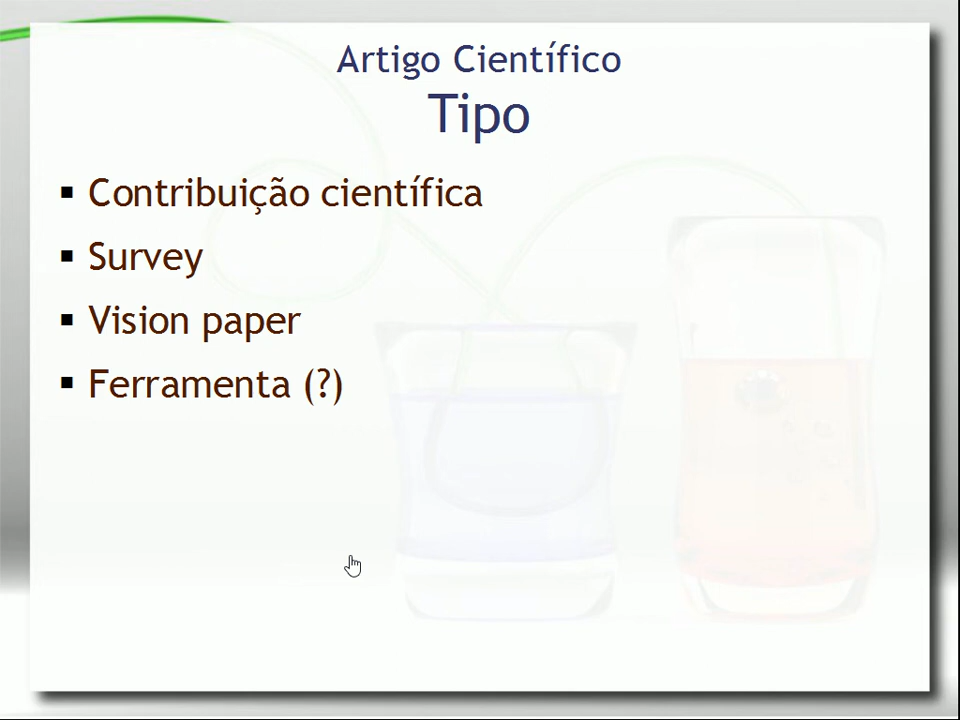 Artigo Científico
Tipo
▪ Contribuição científica
▪ Survey
▪ Vision paper
▪ Ferramenta (?)